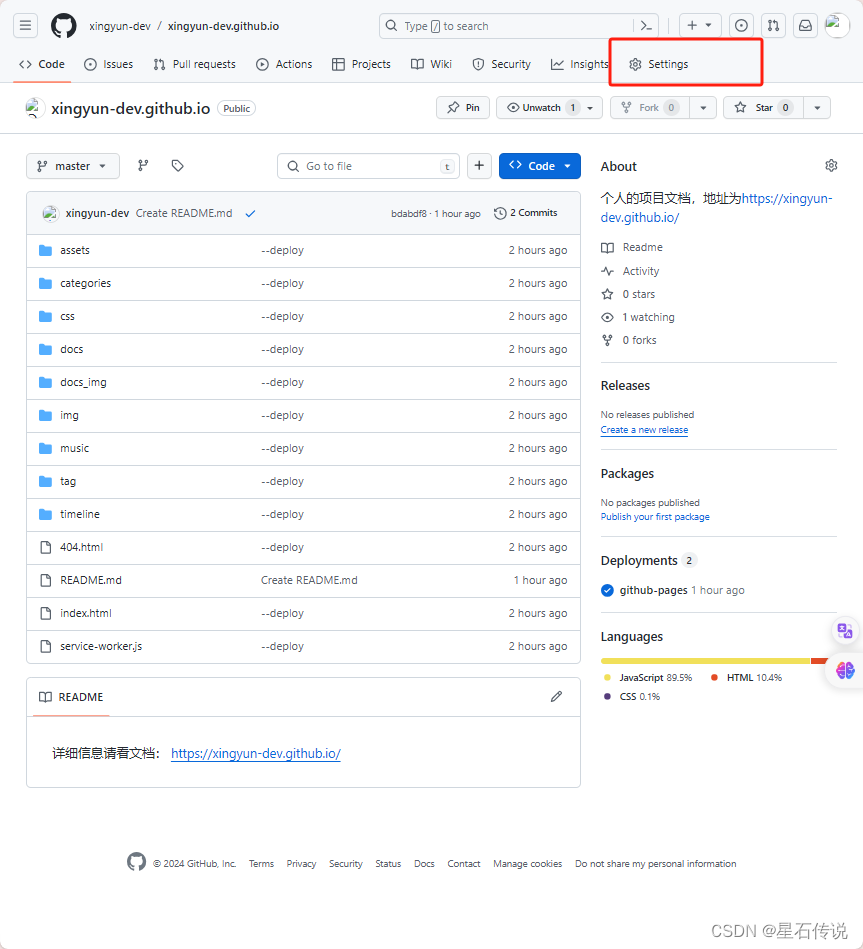 xingyun-dev / xingyun-dev.github.io
Type / to search
Code Issues Pull requests Actions Projects Wiki Security Insights Settings
xingyun-dev.github.io Public
Pin Unwatch 1 Fork 0 Star 0
master
Go to file t
Code
xingyun-dev Create README.md bdabdf8 · 1 hour ago 2 Commits
assets --deploy 2 hours ago
categories --deploy 2 hours ago
css --deploy 2 hours ago
docs --deploy 2 hours ago
docs_img --deploy 2 hours ago
img --deploy 2 hours ago
music --deploy 2 hours ago
tag --deploy 2 hours ago
timeline --deploy 2 hours ago
404.html --deploy 2 hours ago
README.md Create README.md 1 hour ago
index.html --deploy 2 hours ago
service-worker.js --deploy 2 hours ago
README
详细信息请看文档： https://xingyun-dev.github.io/
About
个人的项目文档，地址为https://xingyun-
dev.github.io/
Readme
Activity
0 stars
1 watching
0 forks
Releases
No releases published
Create a new release
Packages
No packages published
Publish your first package
Deployments 2
github-pages 1 hour ago
Languages
JavaScript 89.5% HTML 10.4%
CSS 0.1%
© 2024 GitHub, Inc. Terms Privacy Security Status Docs Contact Manage cookies Do not share my personal information
CSDN @星石传说